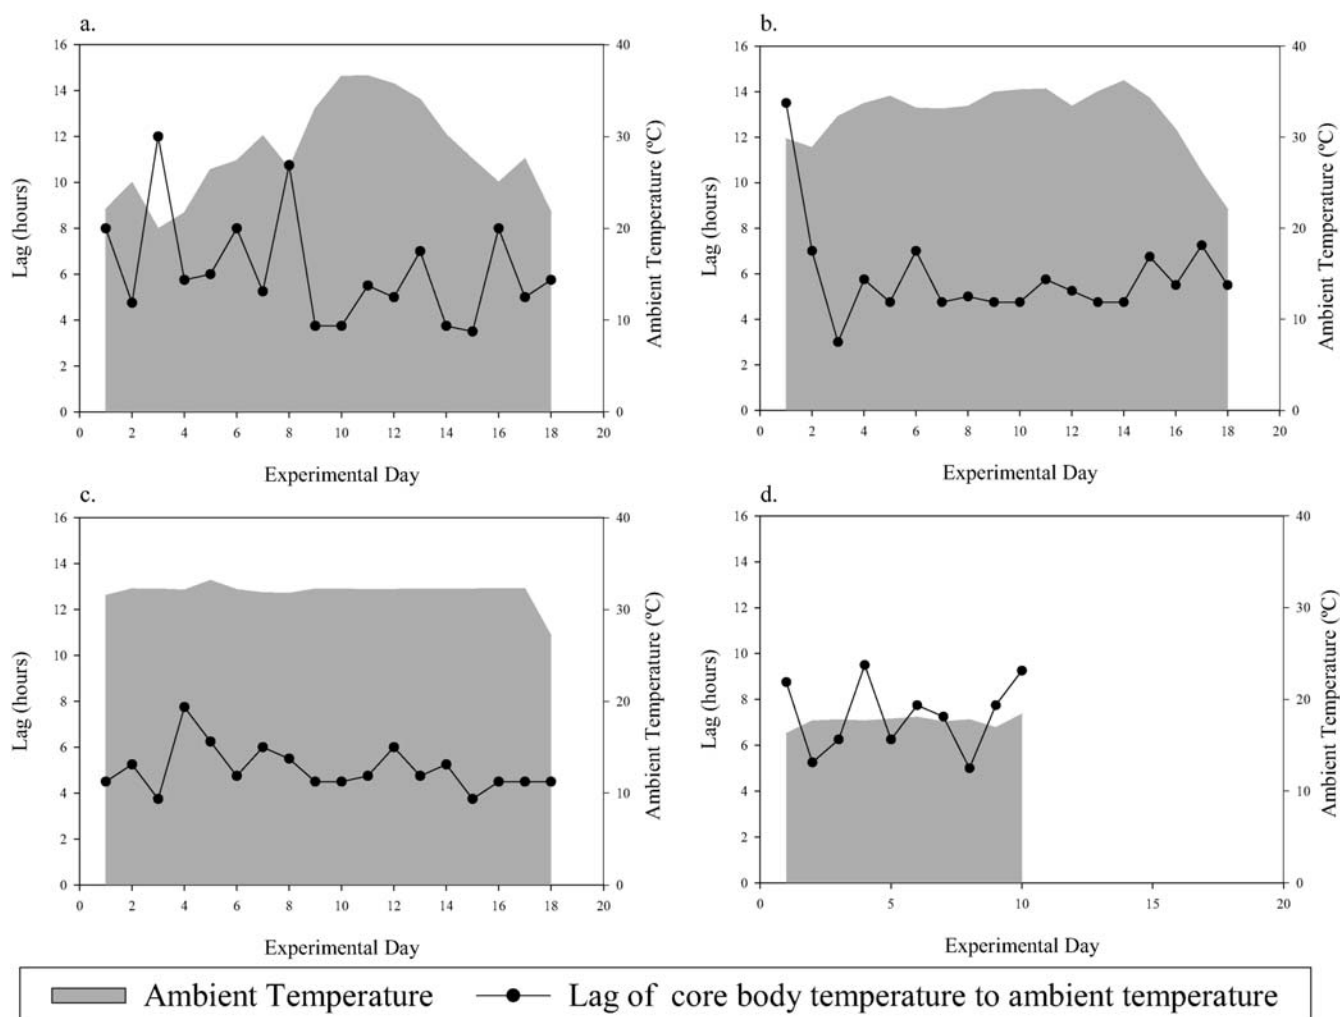 a.
16
14
12
10
8
6
4
2
0
Lag (hours)
40
30
20
10
0
Ambient Temperature (ºC)
0 2 4 6 8 10 12 14 16 18 20
Experimental Day
b.
16
14
12
10
8
6
4
2
0
Lag (hours)
40
30
20
10
0
Ambient Temperature (ºC)
0 2 4 6 8 10 12 14 16 18 20
Experimental Day
c.
16
14
12
10
8
6
4
2
0
Lag (hours)
40
30
20
10
0
Ambient Temperature (ºC)
0 2 4 6 8 10 12 14 16 18 20
Experimental Day
d.
16
14
12
10
8
6
4
2
0
Lag (hours)
40
30
20
10
0
Ambient Temperature (ºC)
0 5 10 15 20
Experimental Day
Ambient Temperature Lag of core body temperature to ambient temperature